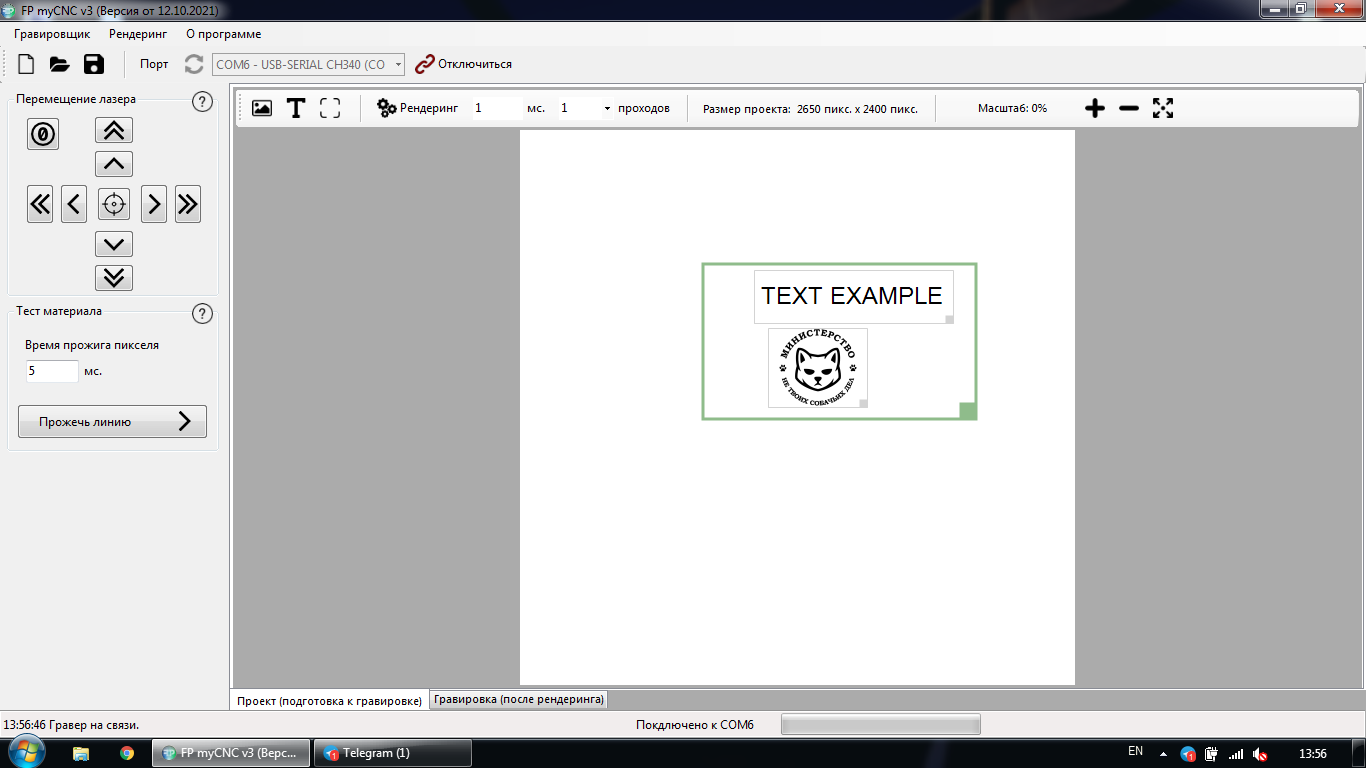 FP myCNC v3 (Версия от 12.10.2021)
Гравировщик Рендеринг О программе
Порт COM6 - USB-SERIAL CH340 (CO Отключиться
Перемещение лазера ?
0
Рендеринг 1 мс. 1 проходов Размер проекта: 2650 пикс. x 2400 пикс. Масштаб: 0%
TEXT EXAMPLE
МИНИСТЕРСТВО
НЕ ТВОИХ СОБАЧЬИХ ДЕЛ
Тест материала ?
Время прожига пикселя
5 мс.
Прожечь линию
Проект (подготовка к гравировке) Гравировка (после рендеринга)
13:56:46 Гравер на связи. Покдлючено к COM6
FP myCNC v3 (Верс... Telegram (1) EN 1 13:56